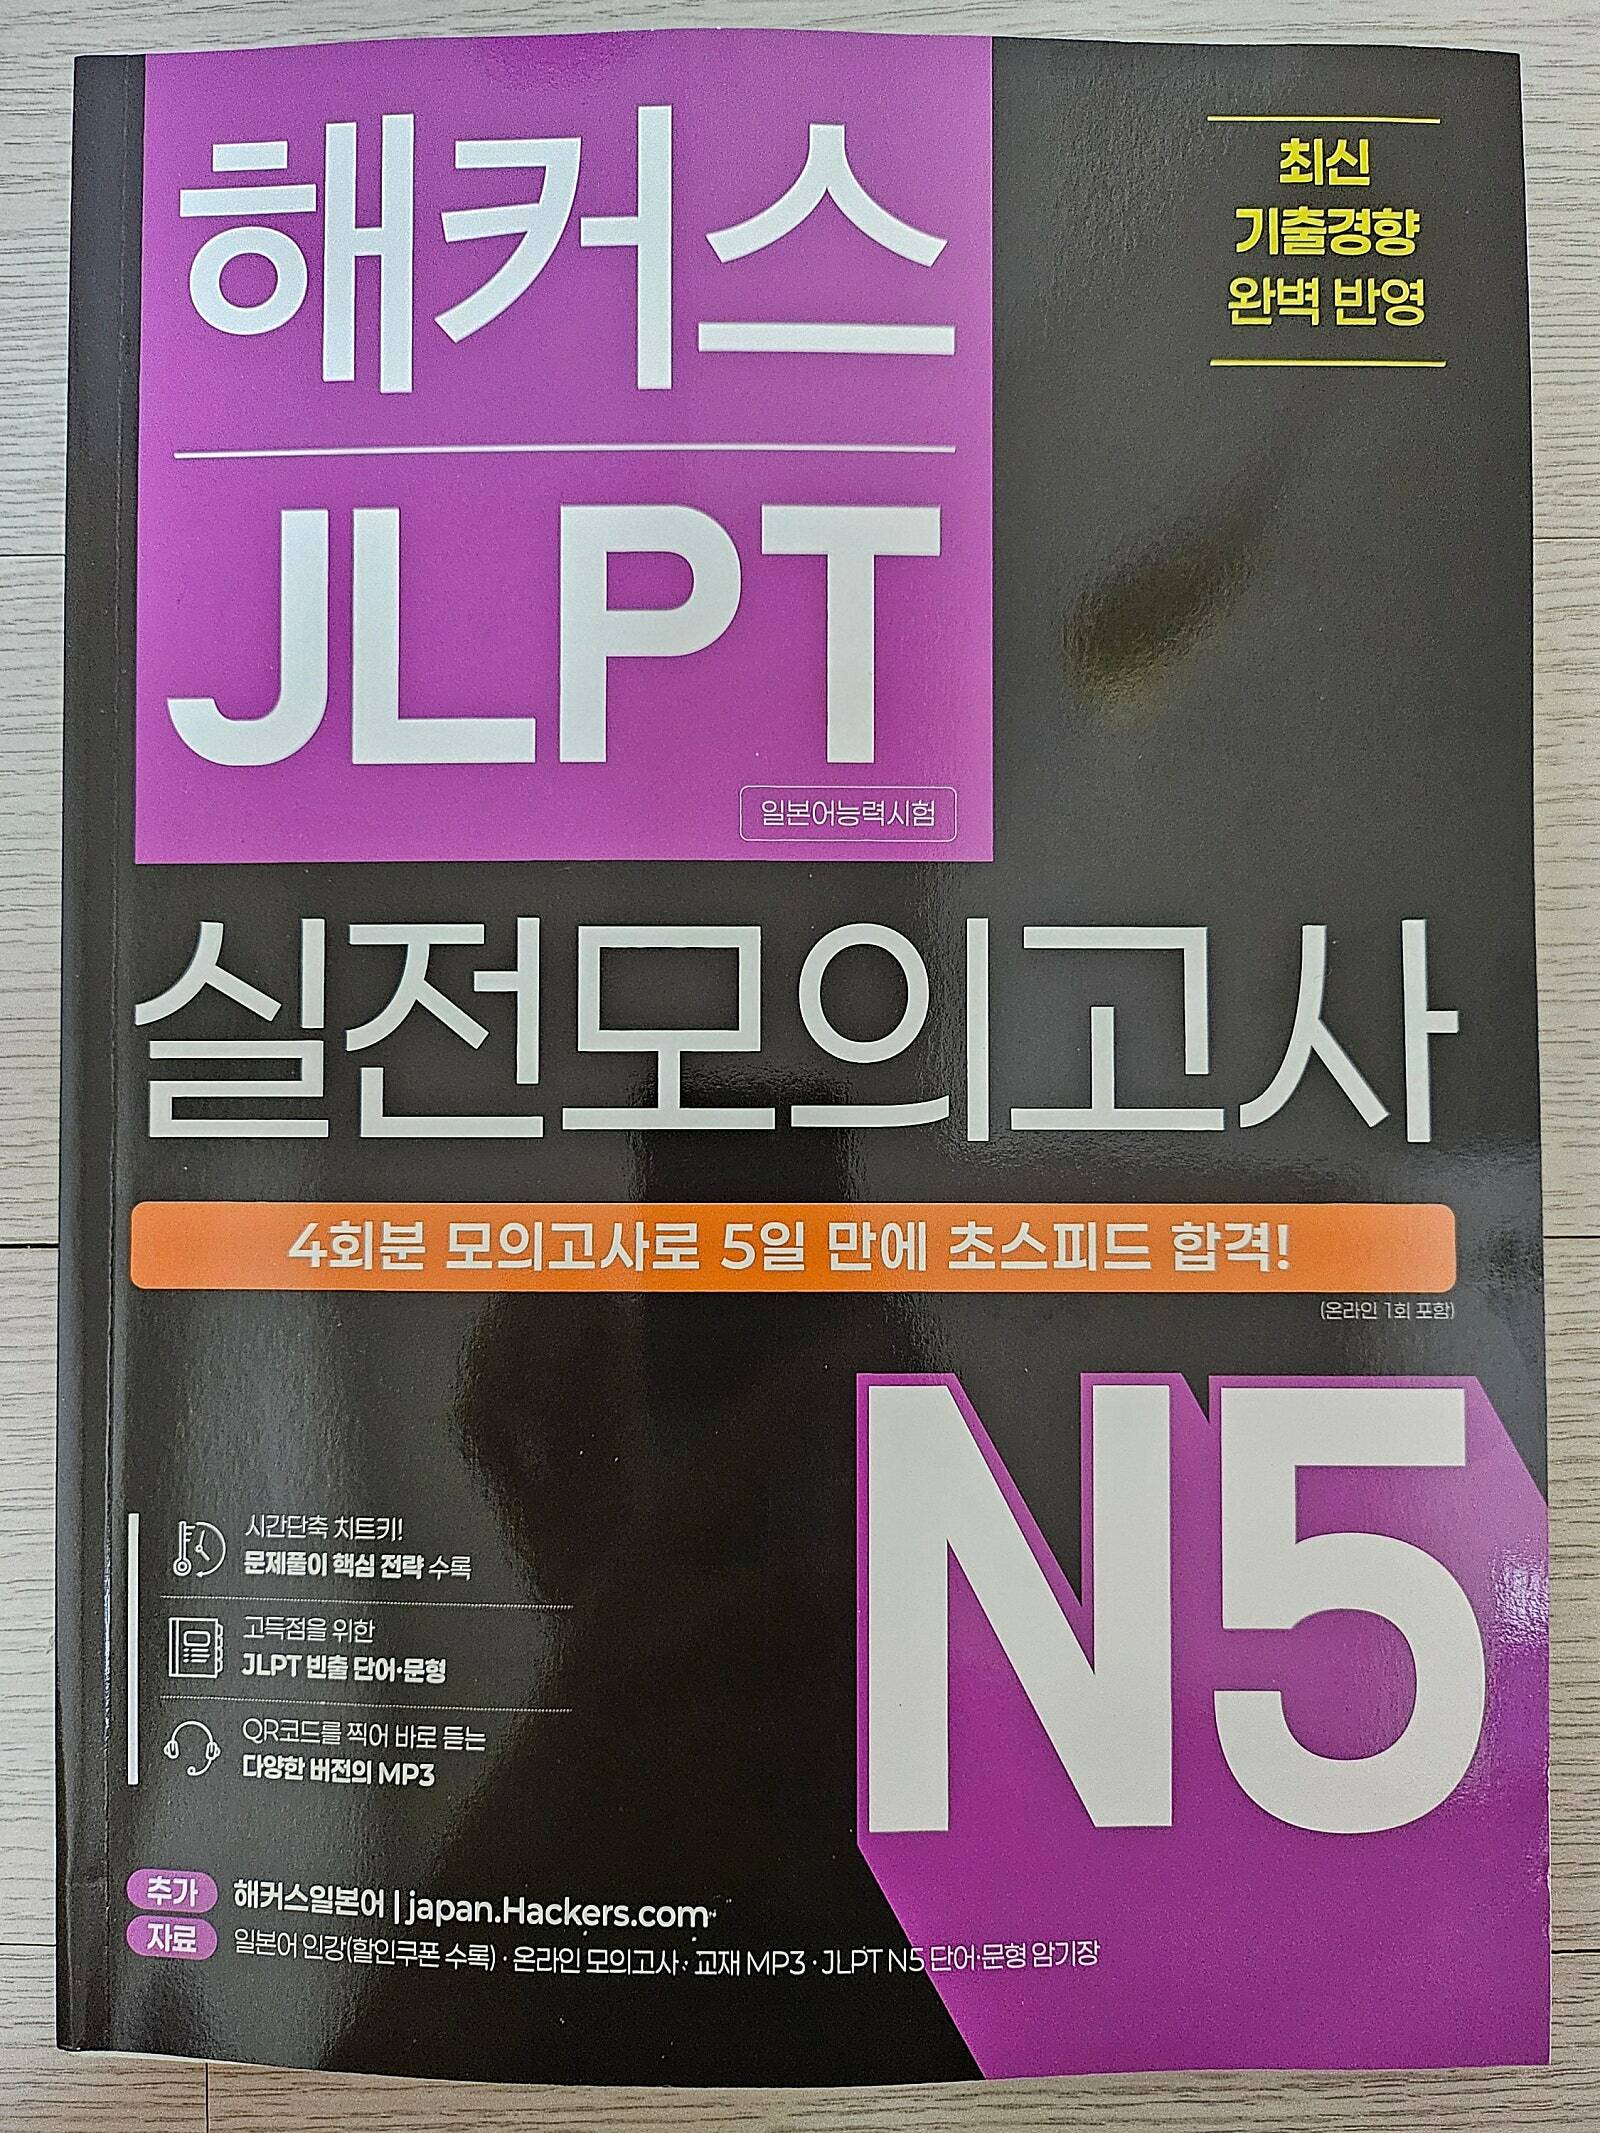 해커스
JLPT
일본어능력시험
최신
기출경향
완벽 반영
실전모의고사
4회분 모의고사로 5일 만에 초스피드 합격!
(온라인 1회 포함)
N5
시간단축 치트키!
문제풀이 핵심 전략 수록
고득점을 위한
JLPT 빈출 단어·문형
QR코드를 찍어 바로 듣는
다양한 버전의 MP3
추가
자료
해커스일본어 | japan.Hackers.com
일본어 인강(할인쿠폰 수록) · 온라인 모의고사 · 교재 MP3 · JLPT N5 단어·문형 암기장